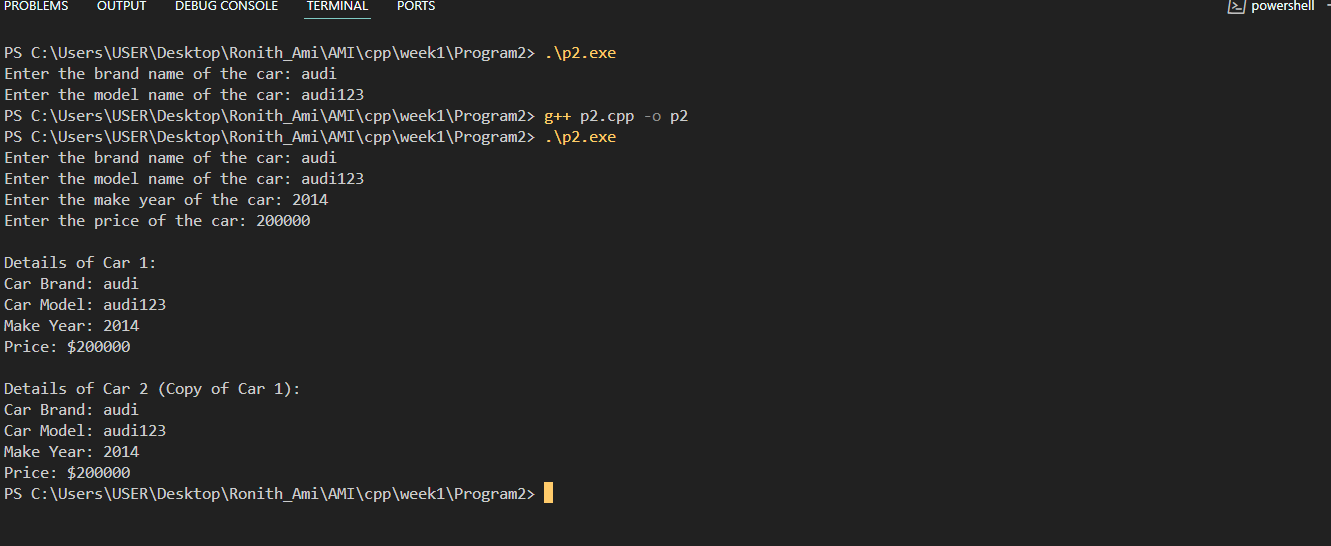 PROBLEMS OUTPUT DEBUG CONSOLE TERMINAL PORTS powershell
PS C:\Users\USER\Desktop\Ronith_Ami\AMI\cpp\week1\Program2> .\p2.exe
Enter the brand name of the car: audi
Enter the model name of the car: audi123
PS C:\Users\USER\Desktop\Ronith_Ami\AMI\cpp\week1\Program2> g++ p2.cpp -o p2
PS C:\Users\USER\Desktop\Ronith_Ami\AMI\cpp\week1\Program2> .\p2.exe
Enter the brand name of the car: audi
Enter the model name of the car: audi123
Enter the make year of the car: 2014
Enter the price of the car: 200000
Details of Car 1:
Car Brand: audi
Car Model: audi123
Make Year: 2014
Price: $200000
Details of Car 2 (Copy of Car 1):
Car Brand: audi
Car Model: audi123
Make Year: 2014
Price: $200000
PS C:\Users\USER\Desktop\Ronith_Ami\AMI\cpp\week1\Program2>